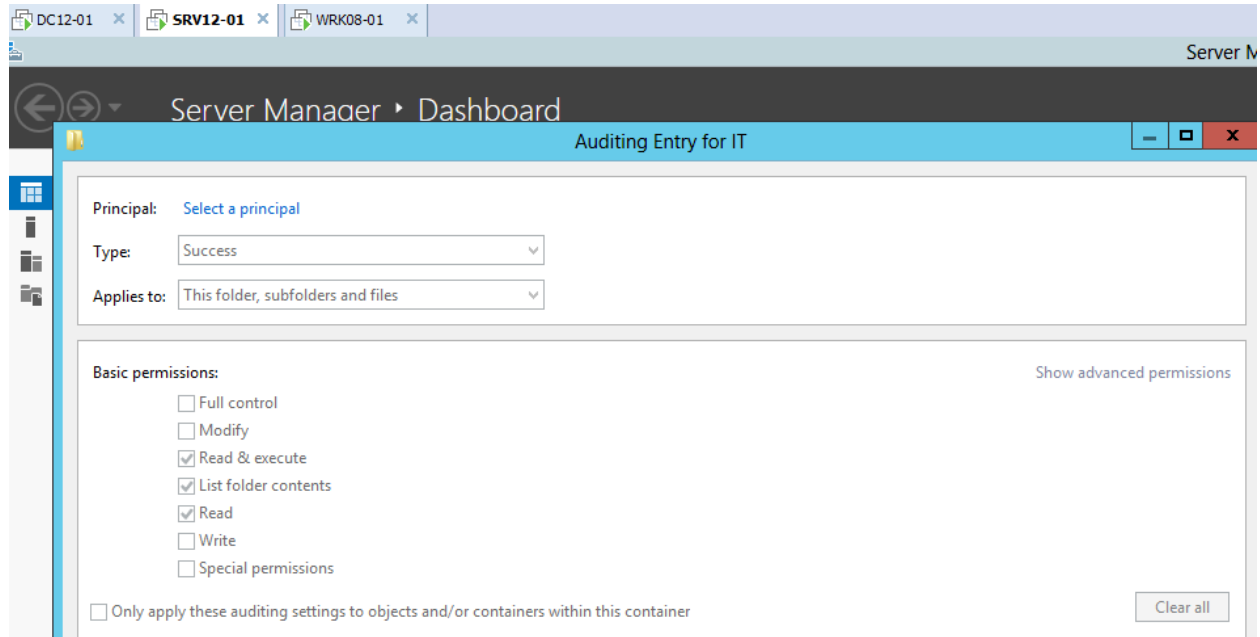 DC12-01 × SRV12-01 × WRK08-01 ×
Server M
Server Manager ‣ Dashboard
Auditing Entry for IT
Principal: Select a principal
Type: Success
Applies to: This folder, subfolders and files
Basic permissions: Show advanced permissions
Full control
Modify
Read & execute
List folder contents
Read
Write
Special permissions
Only apply these auditing settings to objects and/or containers within this container Clear all